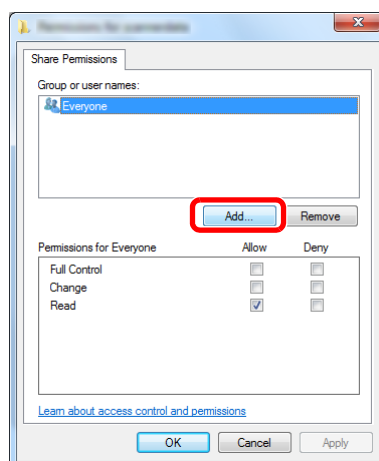 Share Permissions
Group or user names:
Everyone
Add... Remove
Permissions for Everyone Allow Deny
Full Control
Change
Read
Learn about access control and permissions
OK Cancel Apply